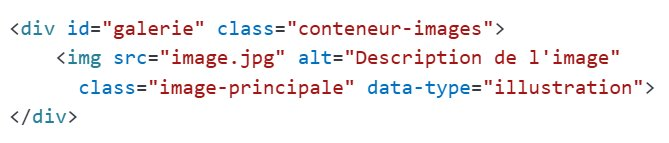 <div id="galerie" class="conteneur-images">
    <img src="image.jpg" alt="Description de l'image"
      class="image-principale" data-type="illustration">
</div>